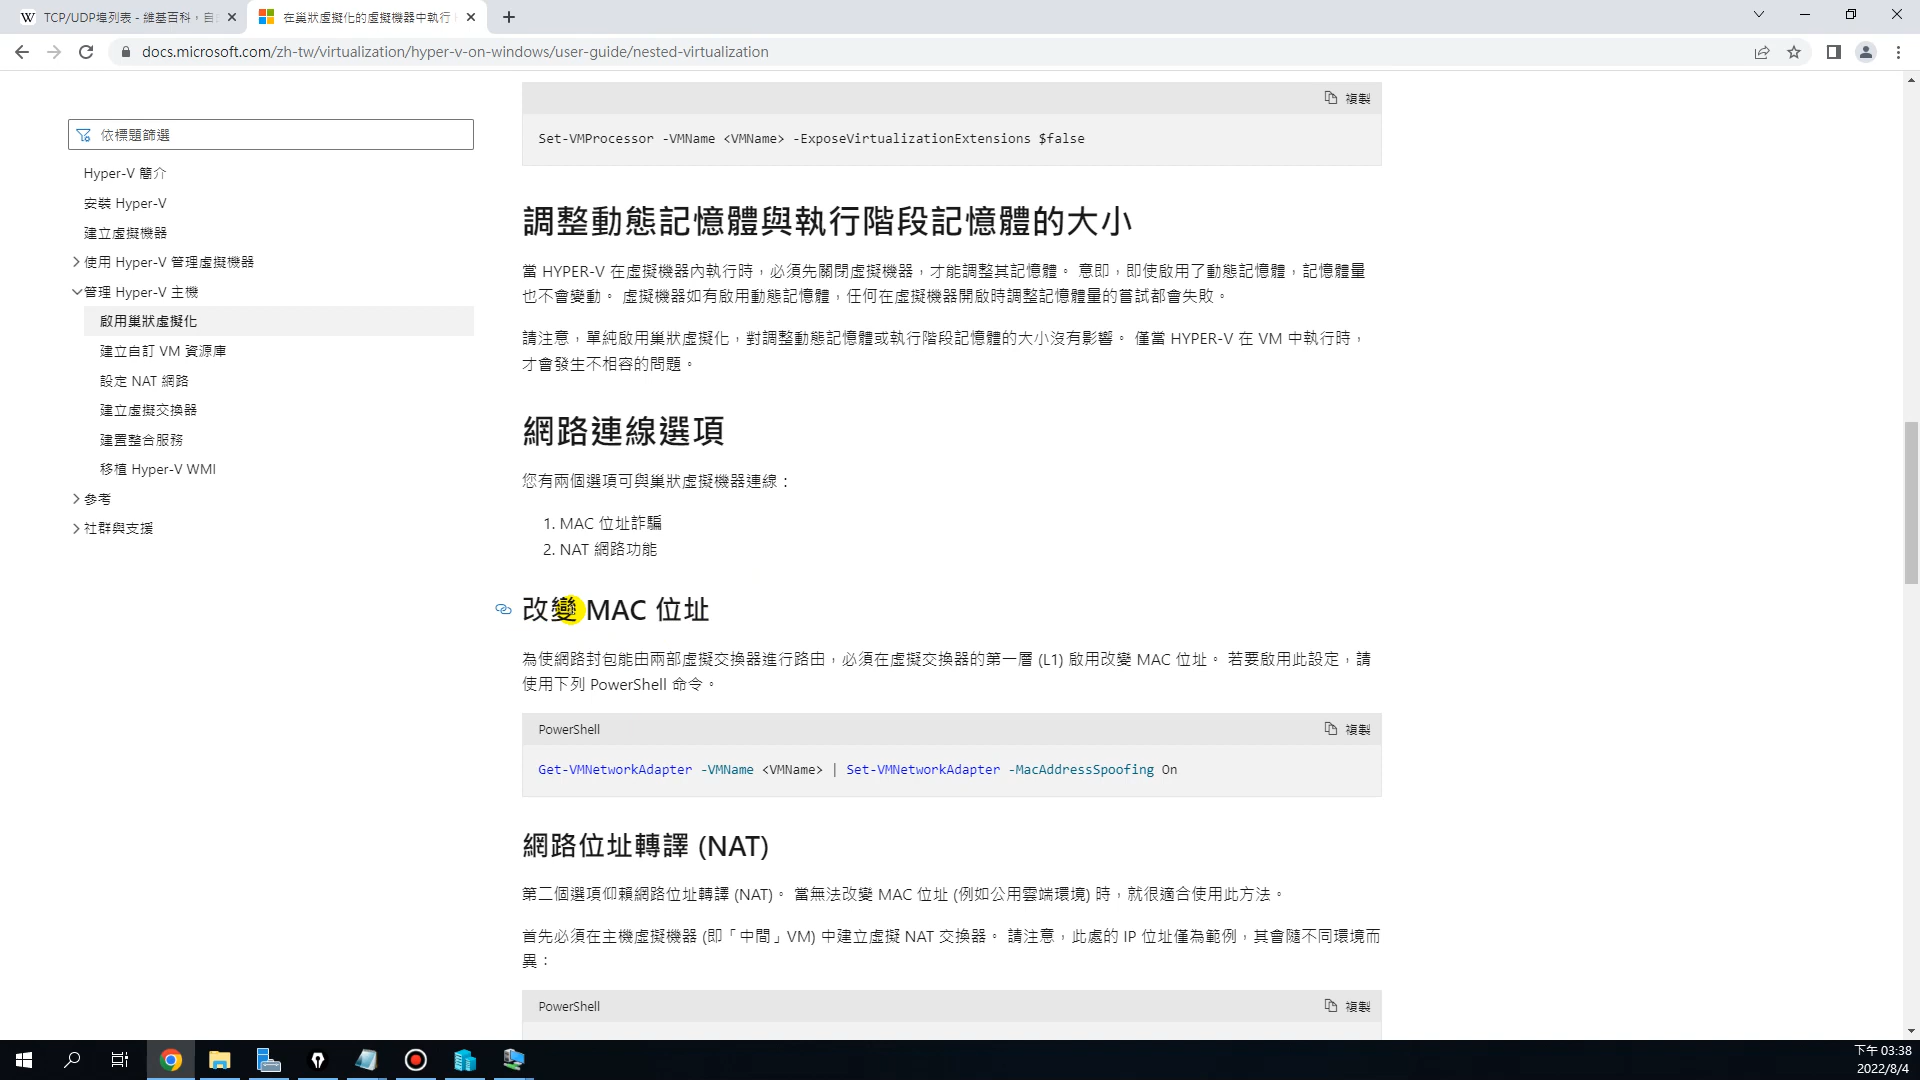 TCP/UDP埠列表 - 維基百科，自
在巢狀虛擬化的虛擬機器中執行
docs.microsoft.com/zh-tw/virtualization/hyper-v-on-windows/user-guide/nested-virtualization
依標題篩選
Hyper-V 簡介
安裝 Hyper-V
建立虛擬機器
使用 Hyper-V 管理虛擬機器
管理 Hyper-V 主機
啟用巢狀虛擬化
建立自訂 VM 資源庫
設定 NAT 網路
建立虛擬交換器
建置整合服務
移植 Hyper-V WMI
參考
社群與支援
複製
Set-VMProcessor -VMName <VMName> -ExposeVirtualizationExtensions $false
調整動態記憶體與執行階段記憶體的大小
當 HYPER-V 在虛擬機器內執行時，必須先關閉虛擬機器，才能調整其記憶體。 意即，即使啟用了動態記憶體，記憶體量
也不會變動。 虛擬機器如有啟用動態記憶體，任何在虛擬機器開啟時調整記憶體量的嘗試都會失敗。
請注意，單純啟用巢狀虛擬化，對調整動態記憶體或執行階段記憶體的大小沒有影響。 僅當 HYPER-V 在 VM 中執行時，
才會發生不相容的問題。
網路連線選項
您有兩個選項可與巢狀虛擬機器連線：
1. MAC 位址詐騙
2. NAT 網路功能
改變 MAC 位址
為使網路封包能由兩部虛擬交換器進行路由，必須在虛擬交換器的第一層 (L1) 啟用改變 MAC 位址。 若要啟用此設定，請
使用下列 PowerShell 命令。
PowerShell
複製
Get-VMNetworkAdapter -VMName <VMName> | Set-VMNetworkAdapter -MacAddressSpoofing On
網路位址轉譯 (NAT)
第二個選項仰賴網路位址轉譯 (NAT)。 當無法改變 MAC 位址 (例如公用雲端環境) 時，就很適合使用此方法。
首先必須在主機虛擬機器 (即「中間」VM) 中建立虛擬 NAT 交換器。 請注意，此處的 IP 位址僅為範例，其會隨不同環境而
異：
PowerShell
複製
下午 03:38
2022/8/4